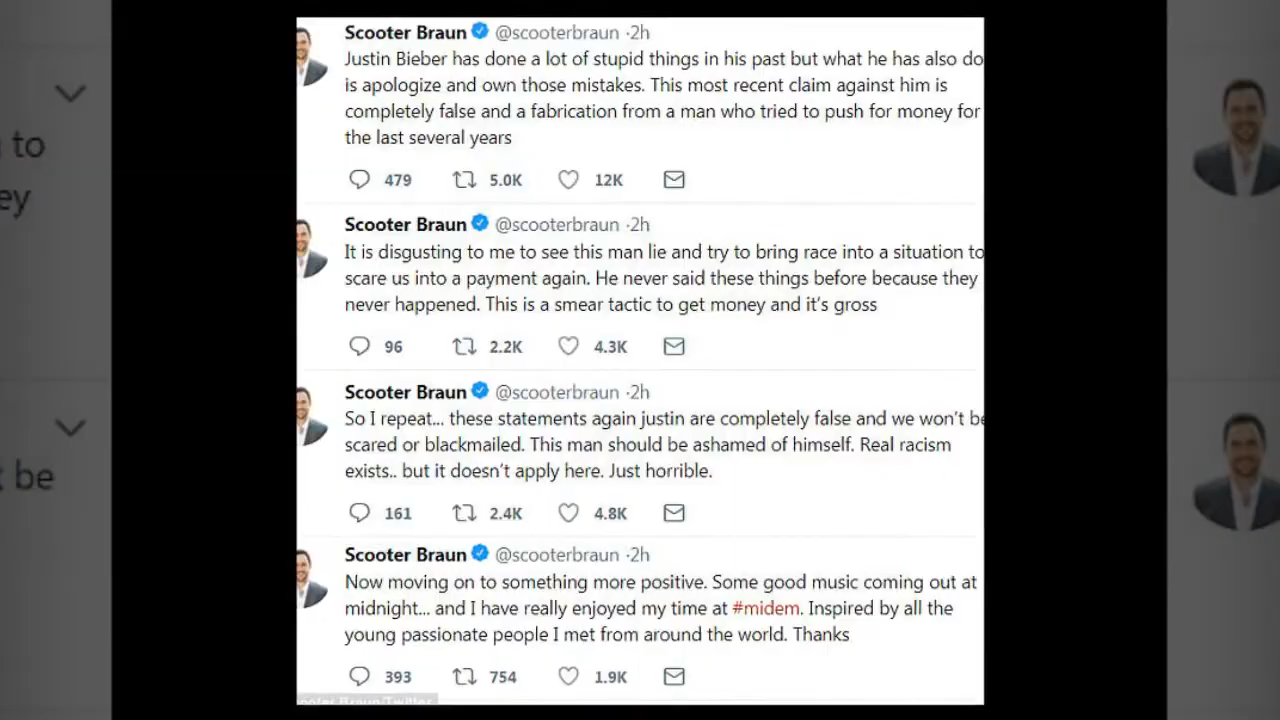 Scooter Braun @scooterbraun ·2h
Justin Bieber has done a lot of stupid things in his past but what he has also do
is apologize and own those mistakes. This most recent claim against him is
completely false and a fabrication from a man who tried to push for money for
the last several years
479 5.0K 12K
Scooter Braun @scooterbraun ·2h
It is disgusting to me to see this man lie and try to bring race into a situation to
scare us into a payment again. He never said these things before because they
never happened. This is a smear tactic to get money and it's gross
96 2.2K 4.3K
Scooter Braun @scooterbraun ·2h
So I repeat... these statements again justin are completely false and we won't be
scared or blackmailed. This man should be ashamed of himself. Real racism
exists.. but it doesn't apply here. Just horrible.
161 2.4K 4.8K
Scooter Braun @scooterbraun ·2h
Now moving on to something more positive. Some good music coming out at
midnight... and I have really enjoyed my time at #midem. Inspired by all the
young passionate people I met from around the world. Thanks
393 754 1.9K
to
ey
be